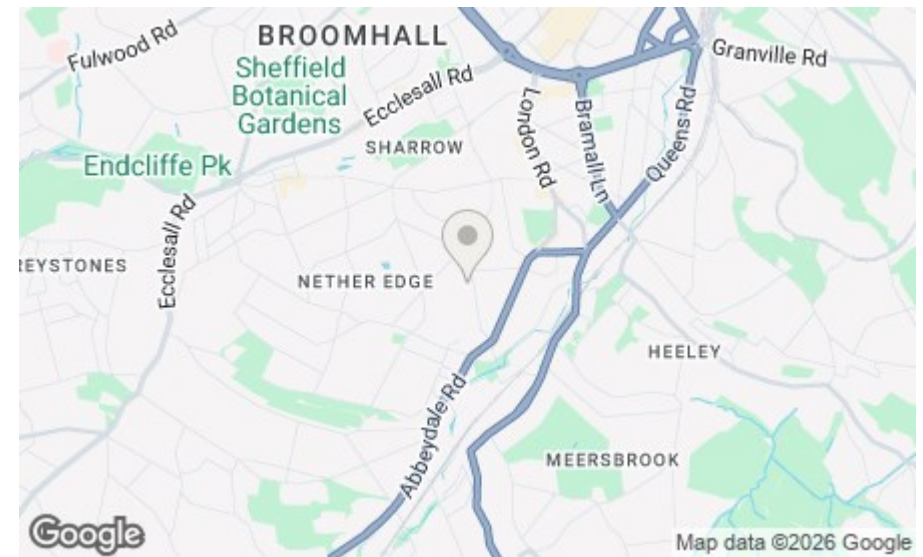 Fulwood Rd
BROOMHALL
Sheffield
Botanical
Gardens
Ecclesall Rd
Granville Rd
London Rd
Bramall Ln
Queens Rd
SHARROW
Endcliffe Pk
Ecclesall Rd
REYSTONES
NETHER EDGE
HEELEY
Abbeydale Rd
MEERSBROOK
Google
Map data ©2026 Google